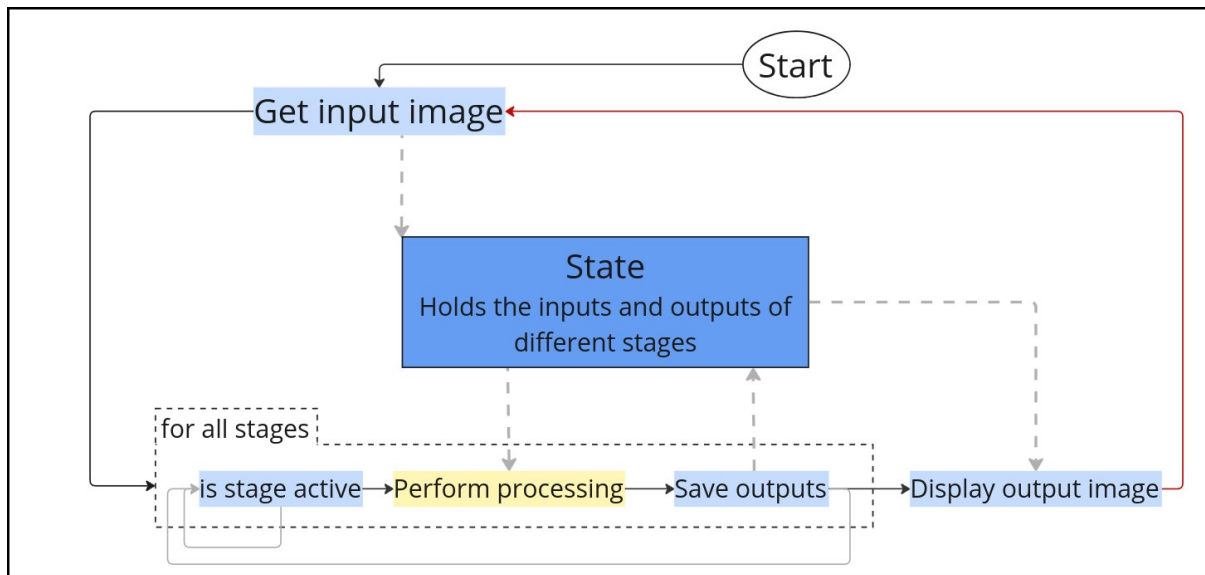 Start
Get input image
State
Holds the inputs and outputs of
different stages
for all stages
is stage active
Perform processing
Save outputs
Display output image